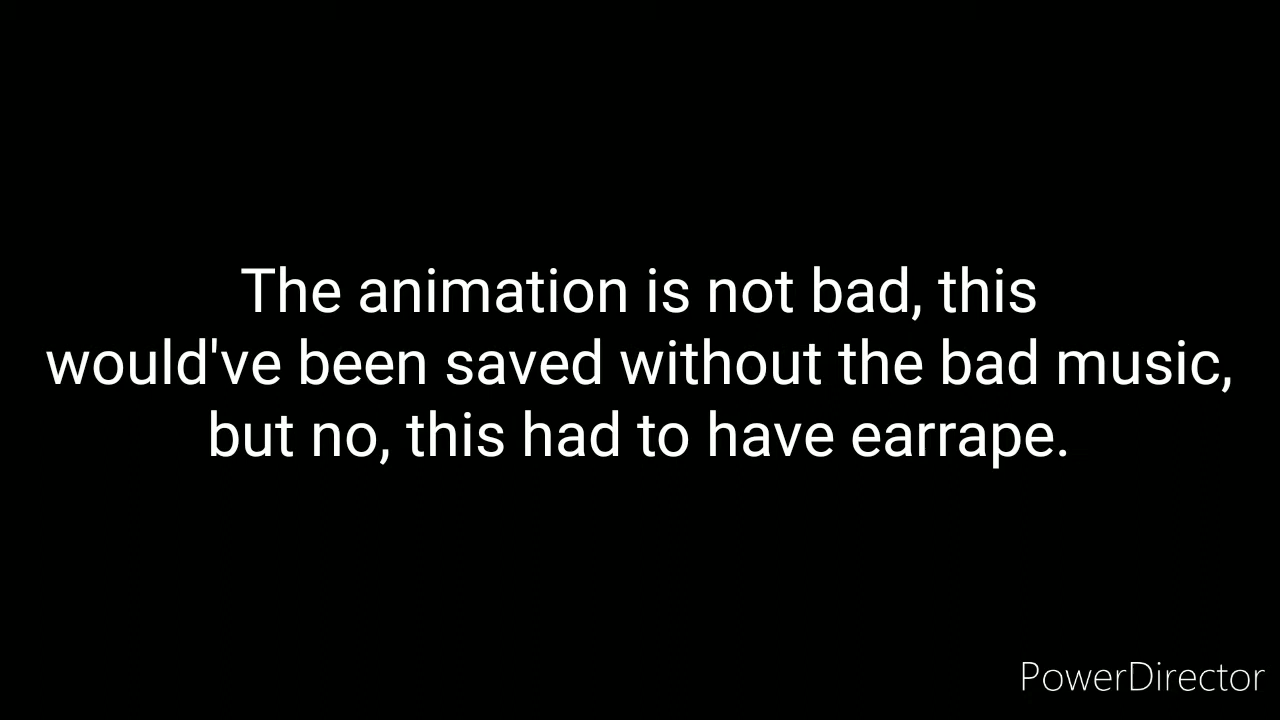 The animation is not bad, this
would've been saved without the bad music,
but no, this had to have earrape.
PowerDirector